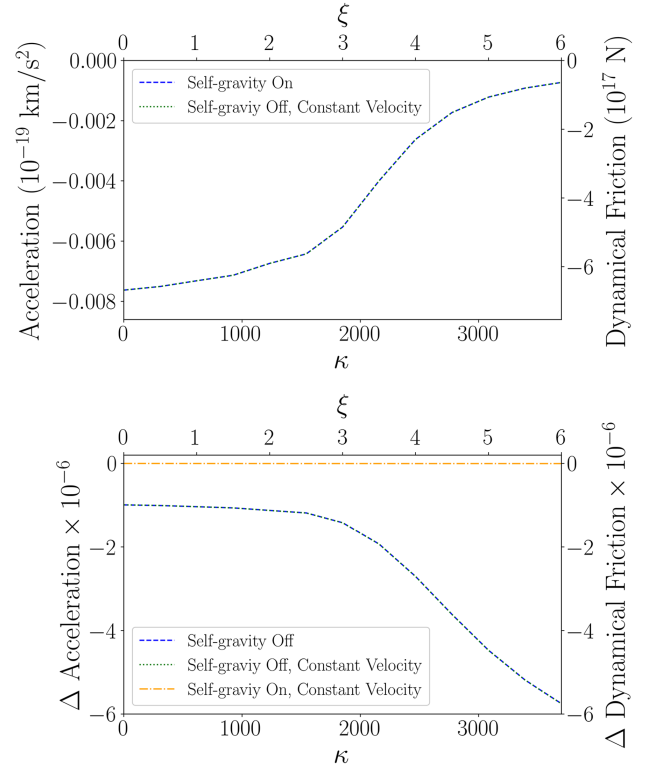 ξ
0 1 2 3 4 5 6
Acceleration (10⁻¹⁹ km/s²)
0.000
−0.002
−0.004
−0.006
−0.008
Self-gravity On
Self-graviy Off, Constant Velocity
0
−2
−4
−6
Dynamical Friction (10¹⁷ N)
0 1000 2000 3000
κ
ξ
0 1 2 3 4 5 6
Δ Acceleration × 10⁻⁶
0
−2
−4
−6
Self-gravity Off
Self-graviy Off, Constant Velocity
Self-graviy On, Constant Velocity
0
−2
−4
−6
Δ Dynamical Friction × 10⁻⁶
0 1000 2000 3000
κ